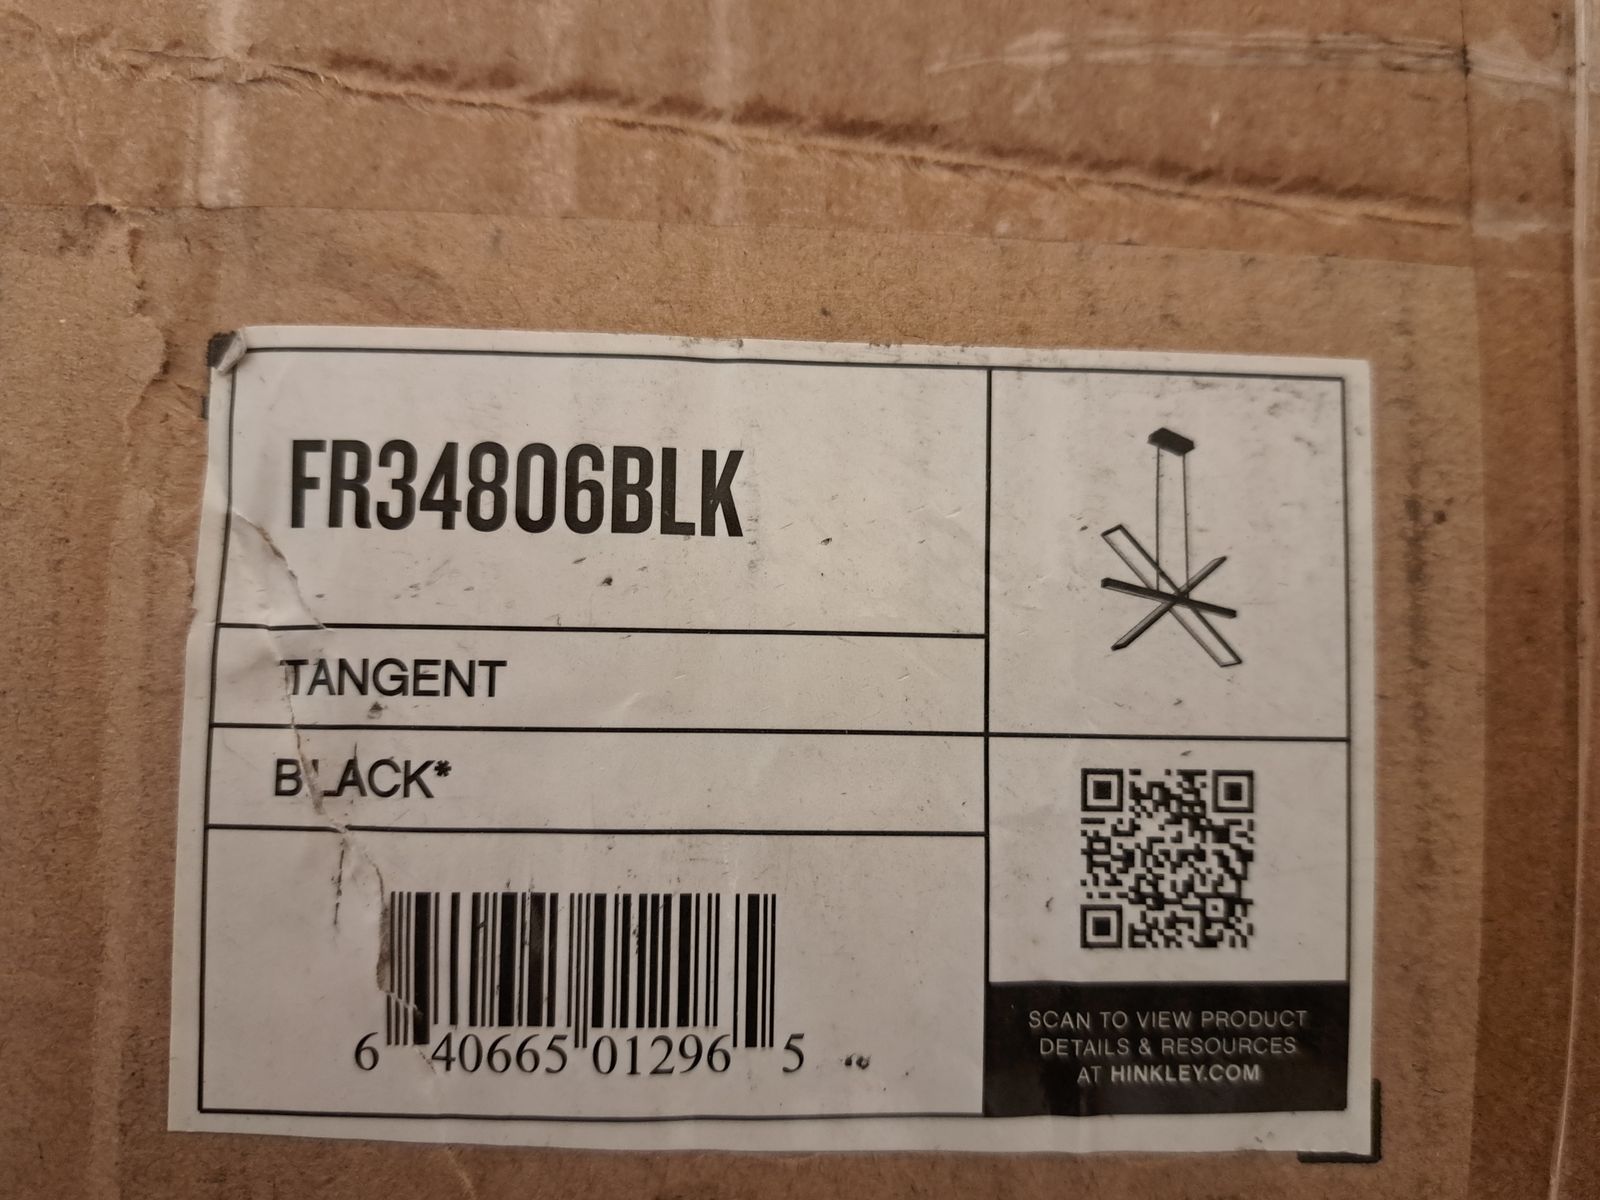 FR34806BLK
TANGENT
BLACK*
6 40665 01296 5
SCAN TO VIEW PRODUCT
DETAILS & RESOURCES
AT HINKLEY.COM